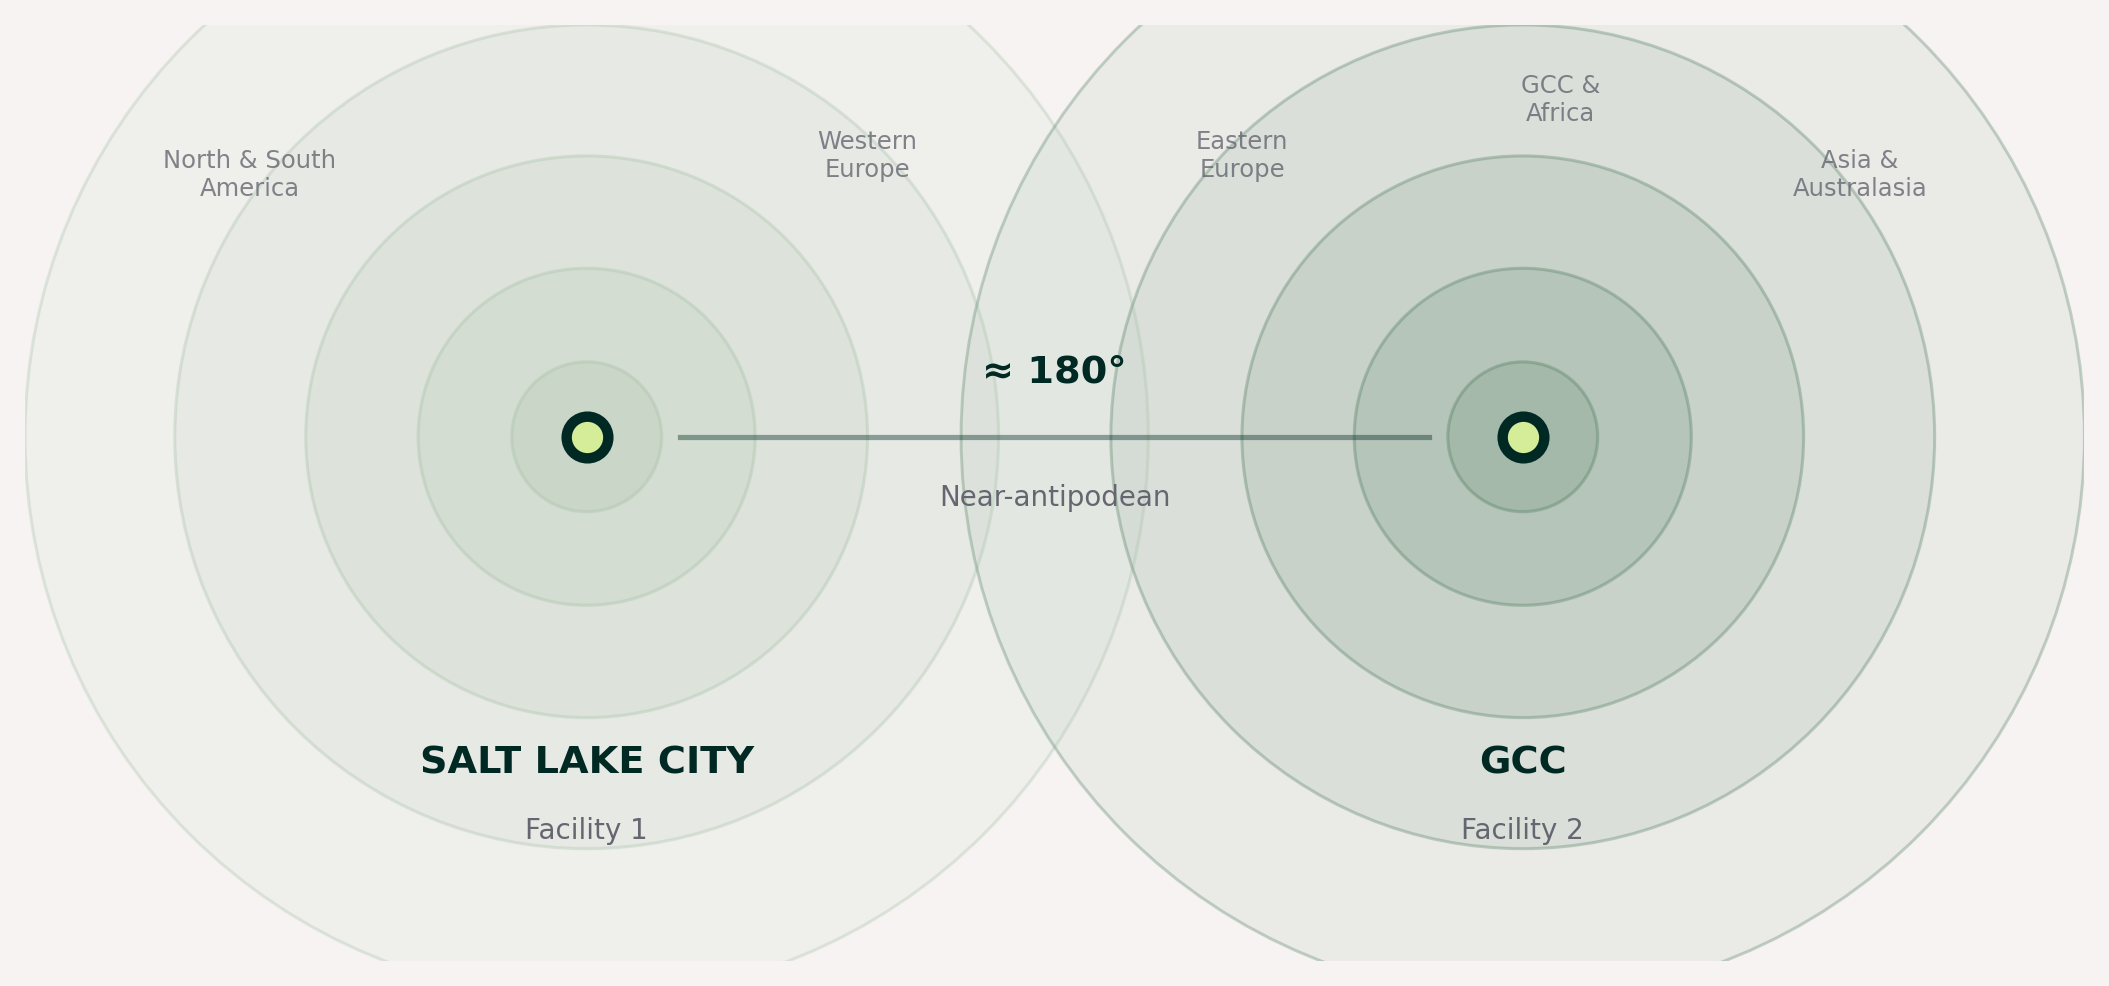 GCC &
Africa
Western
Europe
Eastern
Europe
North & South
America
Asia &
Australasia
≈ 180°
Near-antipodean
SALT LAKE CITY
GCC
Facility 1
Facility 2